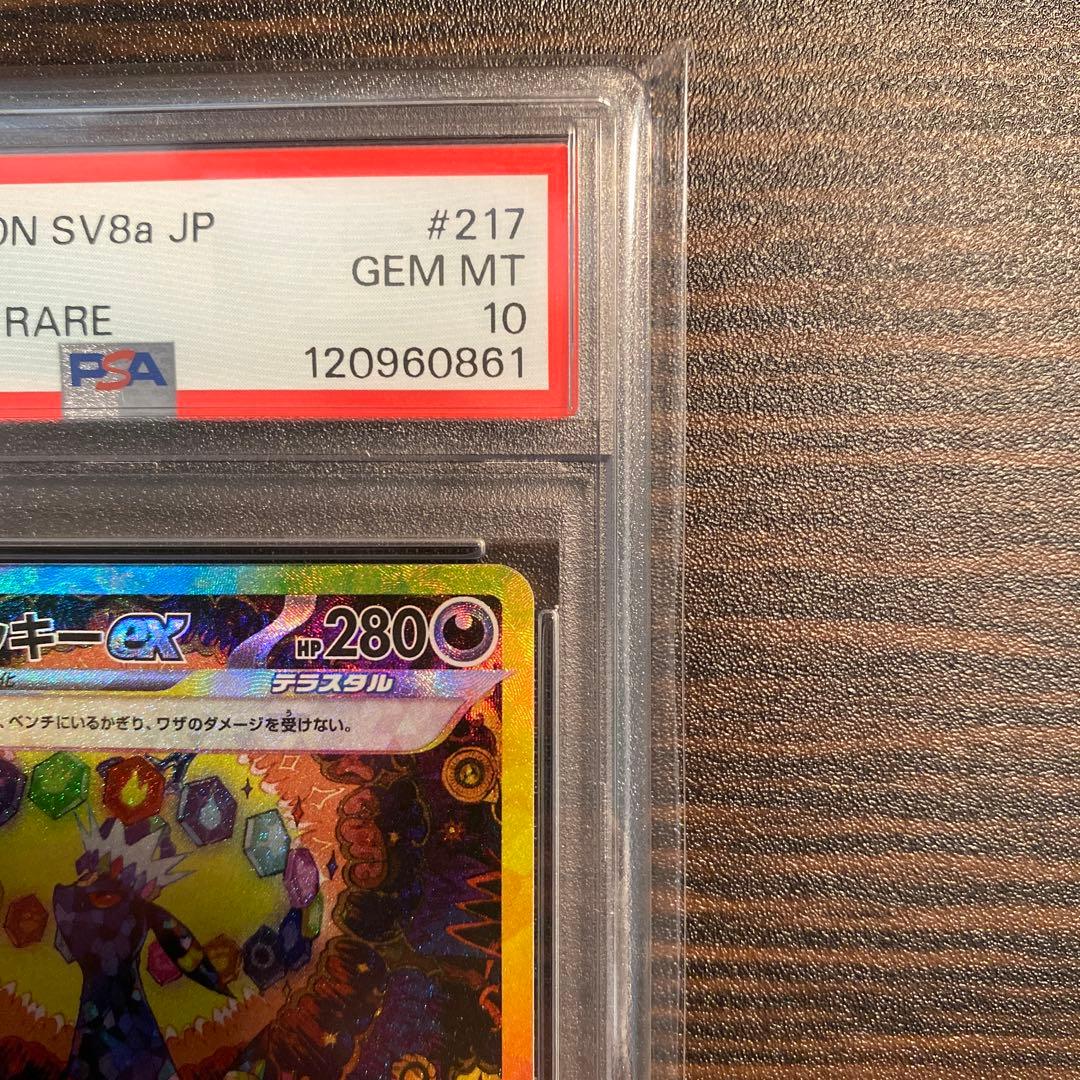 ON SV8a JP #217
GEM MT
RARE 10
PSA 120960861
ッキーex HP280
化 テラスタル
、ベンチにいるかぎり、ワザのダメージを受けない。
う